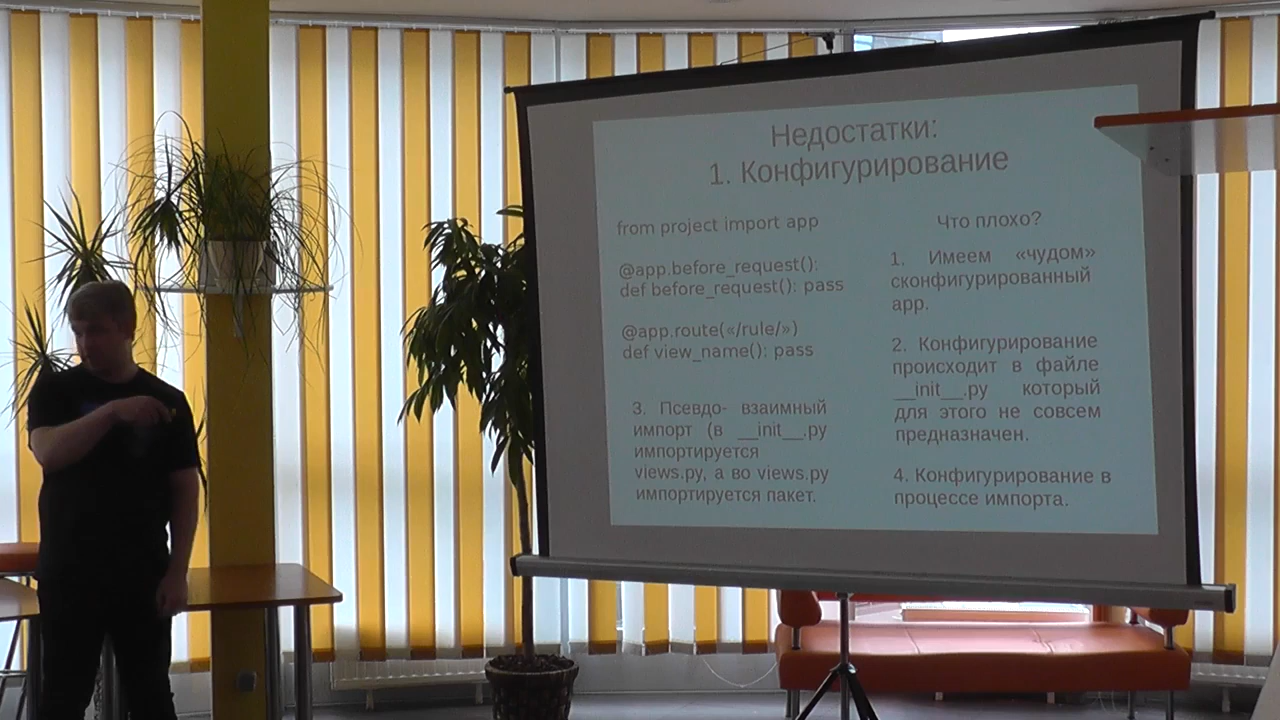 Недостатки:
1. Конфигурирование
from project import app
@app.before_request():
def before_request(): pass
@app.route(«/rule/»)
def view_name(): pass
3. Псевдо- взаимный
импорт (в __init__.py
импортируется
views.py, а во views.py
импортируется пакет.
Что плохо?
1. Имеем «чудом»
сконфигурированный
app.
2. Конфигурирование
происходит в файле
__init__.py который
для этого не совсем
предназначен.
4. Конфигурирование в
процессе импорта.